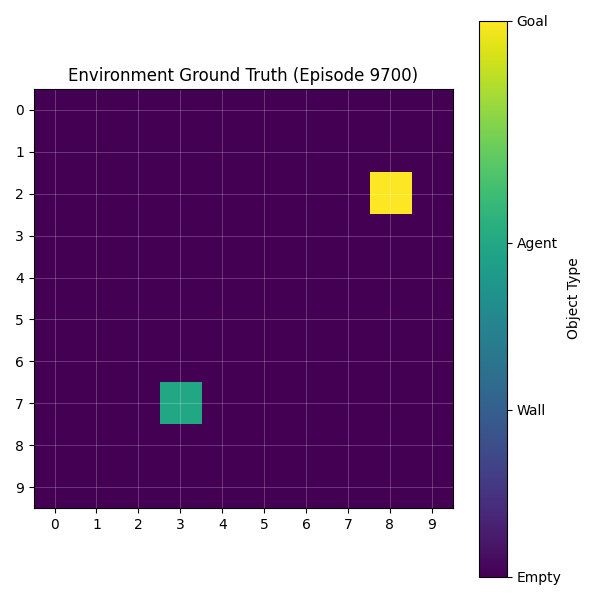 Environment Ground Truth (Episode 9700)
0
1
2
3
4
5
6
7
8
9
0 1 2 3 4 5 6 7 8 9
Goal
Agent
Wall
Empty
Object Type